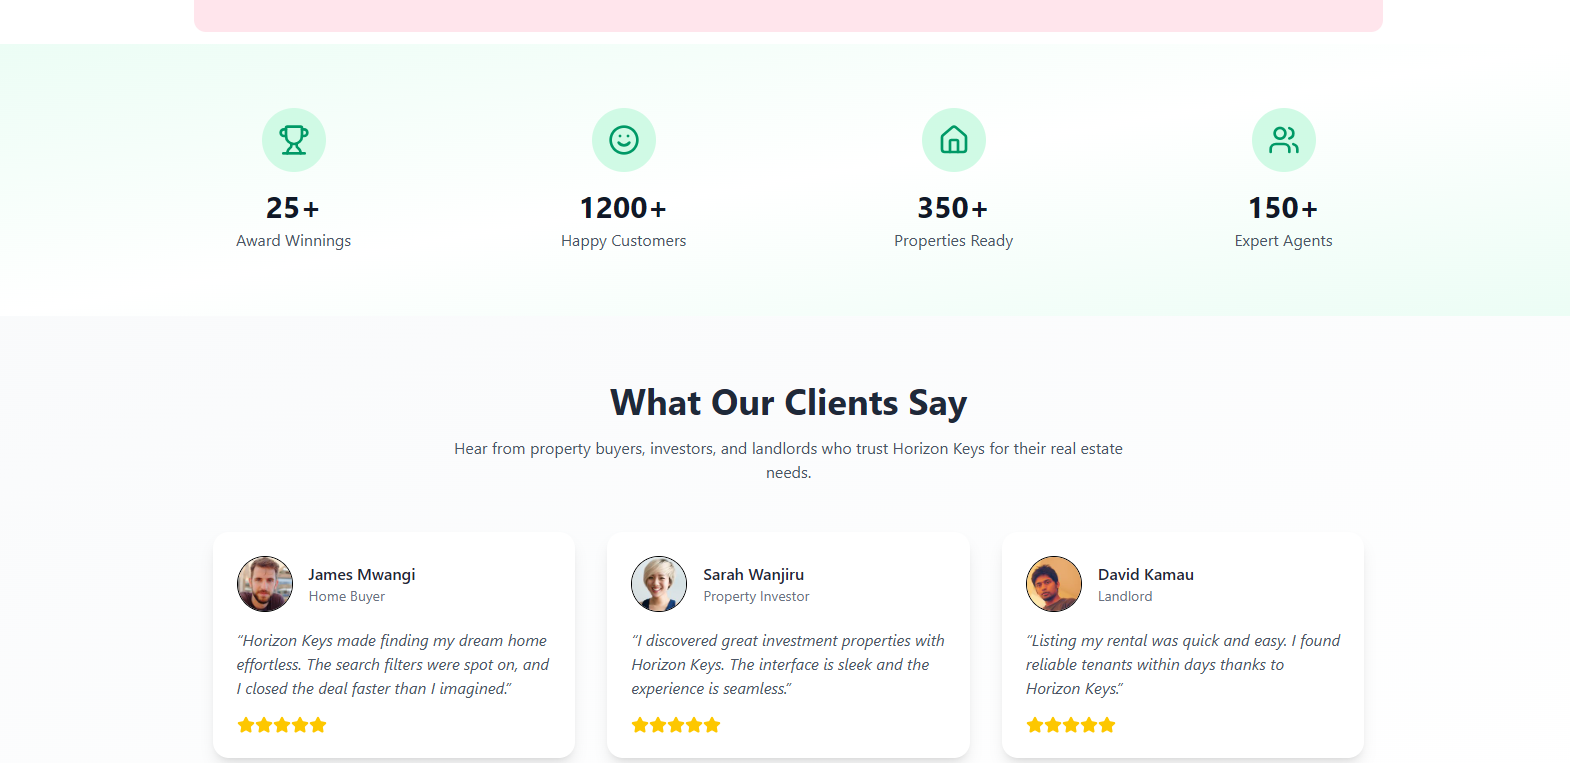 25+
Award Winnings
1200+
Happy Customers
350+
Properties Ready
150+
Expert Agents
What Our Clients Say
Hear from property buyers, investors, and landlords who trust Horizon Keys for their real estate
needs.
James Mwangi
Home Buyer
"Horizon Keys made finding my dream home
effortless. The search filters were spot on, and
I closed the deal faster than I imagined."
Sarah Wanjiru
Property Investor
"I discovered great investment properties with
Horizon Keys. The interface is sleek and the
experience is seamless."
David Kamau
Landlord
"Listing my rental was quick and easy. I found
reliable tenants within days thanks to
Horizon Keys."